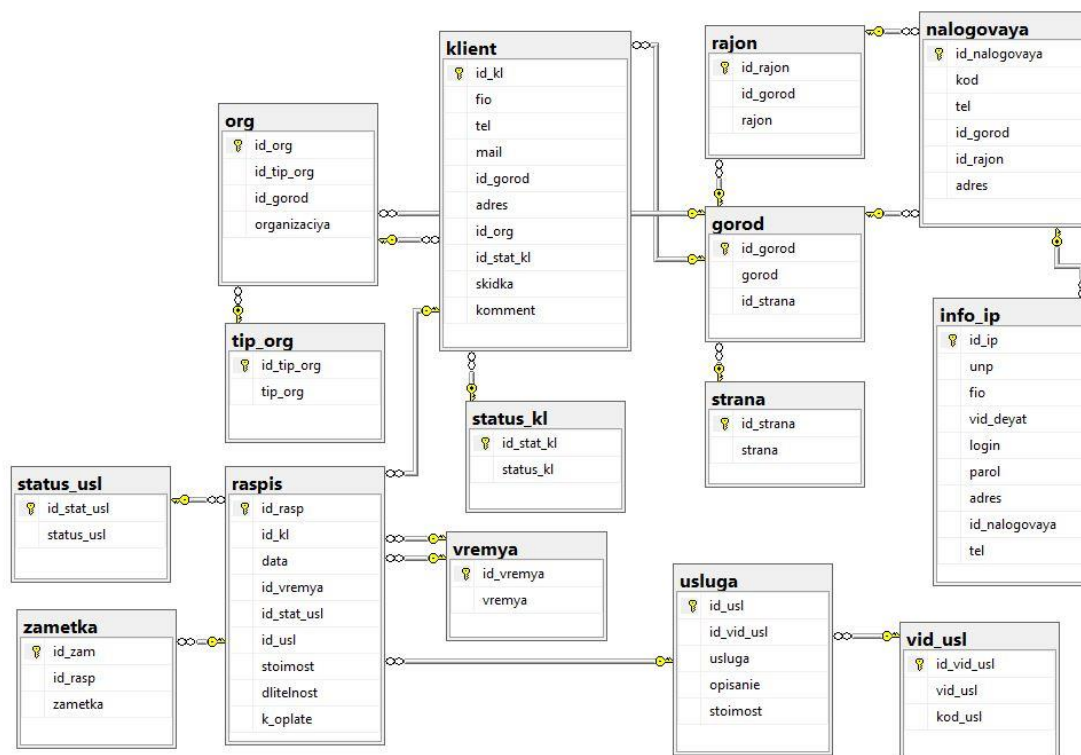 klient
id_kl
fio
tel
mail
id_gorod
adres
id_org
id_stat_kl
skidka
komment
rajon
id_rajon
id_gorod
rajon
nalogovaya
id_nalogovaya
kod
tel
id_gorod
id_rajon
adres
org
id_org
id_tip_org
id_gorod
organizaciya
gorod
id_gorod
gorod
id_strana
info_ip
id_ip
unp
fio
vid_deyat
login
parol
adres
id_nalogovaya
tel
tip_org
id_tip_org
tip_org
status_kl
id_stat_kl
status_kl
strana
id_strana
strana
status_usl
id_stat_usl
status_usl
raspis
id_rasp
id_kl
data
id_vremya
id_stat_usl
id_usl
stoimost
dlitelnost
k_oplate
vremya
id_vremya
vremya
zametka
id_zam
id_rasp
zametka
usluga
id_usl
id_vid_usl
usluga
opisanie
stoimost
vid_usl
id_vid_usl
vid_usl
kod_usl